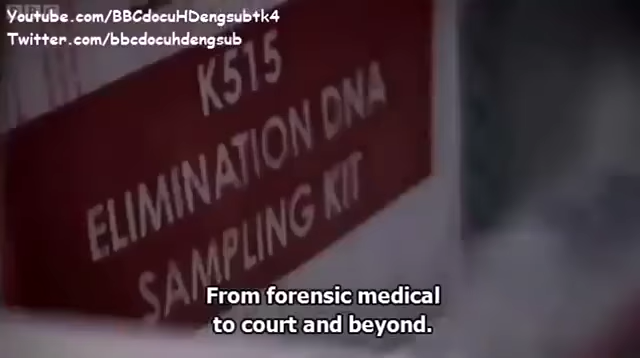 Youtube.com/BBCdocuHDengsubtk4
Twitter.com/bbcdocuhdengsub
K515
ELIMINATION DNA
SAMPLING KIT
From forensic medical
to court and beyond.